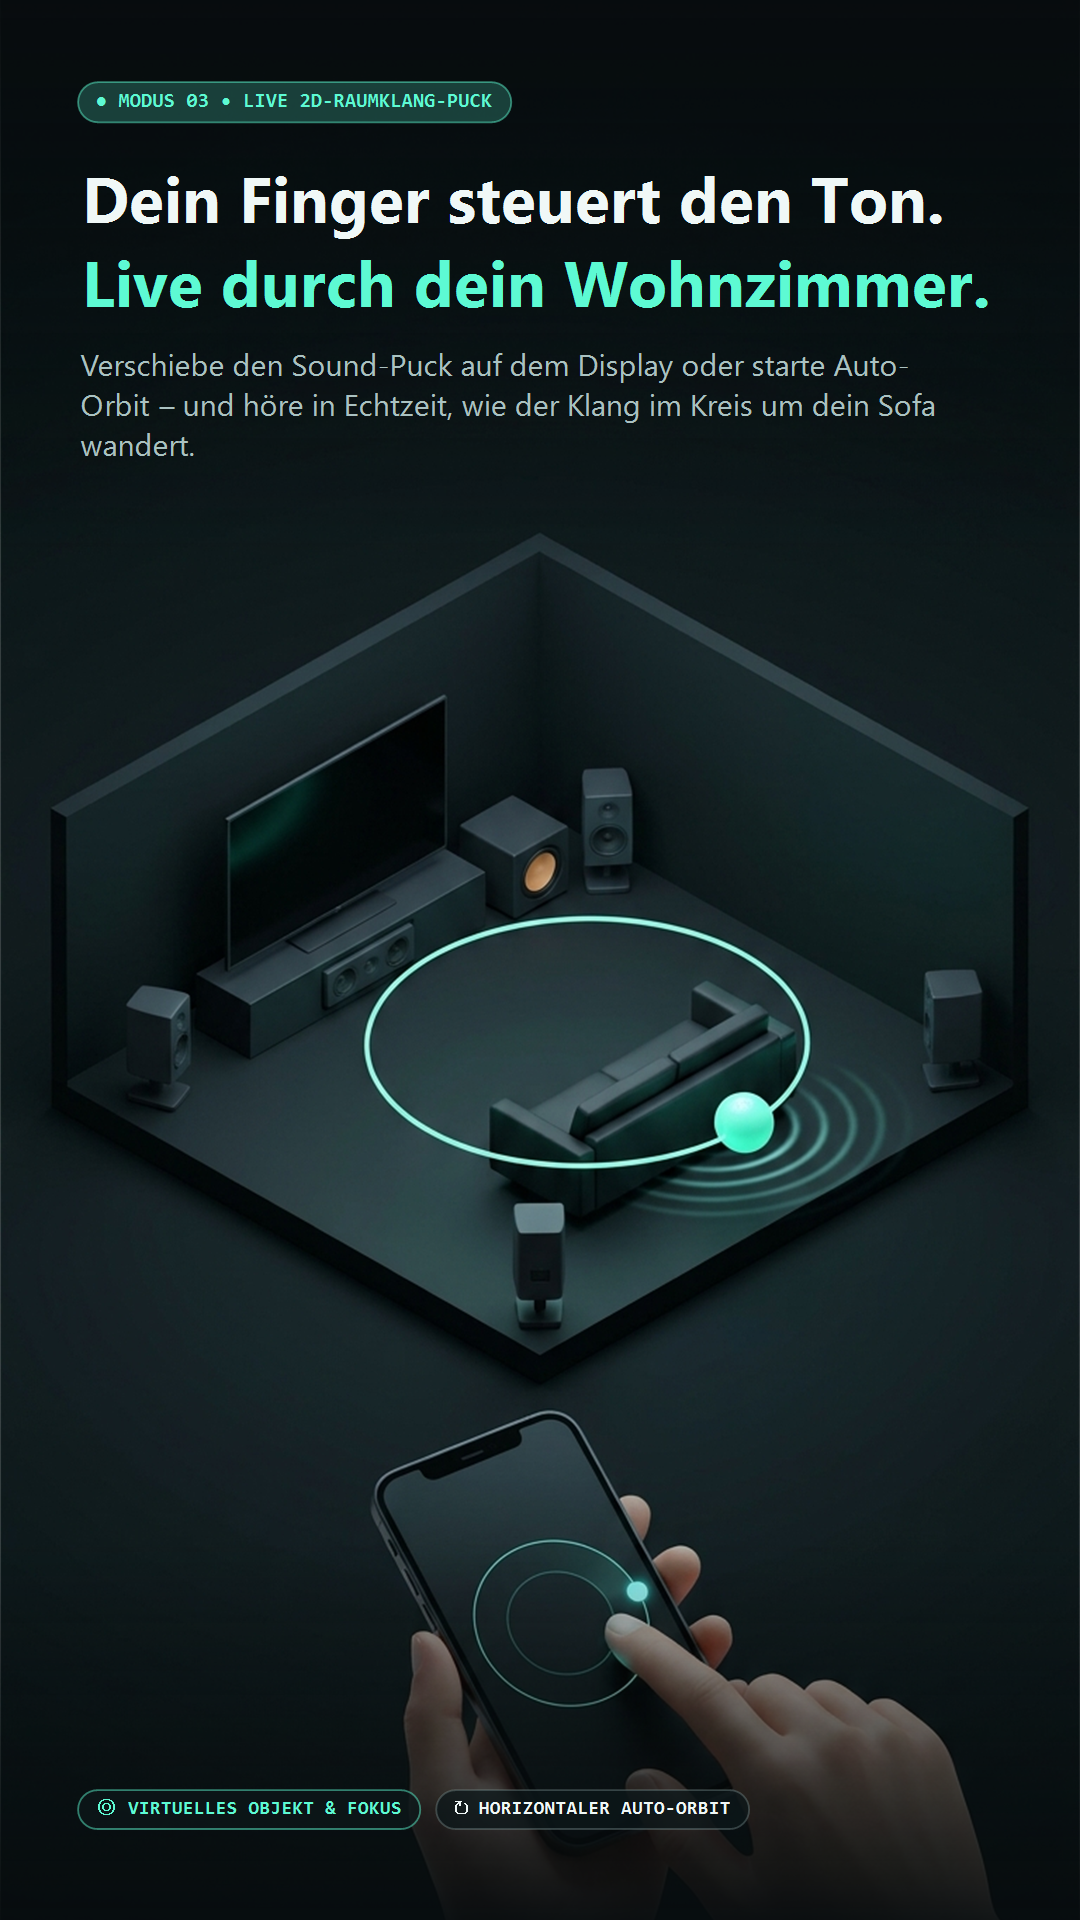 • MODUS 03 • LIVE 2D-RAUMKLANG-PUCK
Dein Finger steuert den Ton.
Live durch dein Wohnzimmer.
Verschiebe den Sound-Puck auf dem Display oder starte Auto-
Orbit – und höre in Echtzeit, wie der Klang im Kreis um dein Sofa
wandert.
◎ VIRTUELLES OBJEKT & FOKUS
↻ HORIZONTALER AUTO-ORBIT